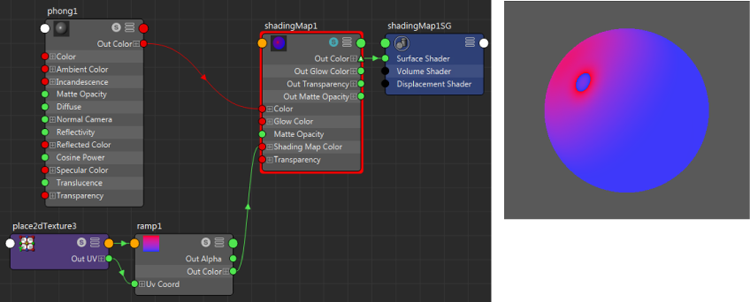 phong1
S
Out Color
Color
Ambient Color
Incandescence
Matte Opacity
Diffuse
Normal Camera
Reflectivity
Reflected Color
Cosine Power
Specular Color
Translucence
Transparency
shadingMap1
S
Out Color
Out Glow Color
Out Transparency
Out Matte Opacity
Color
Glow Color
Matte Opacity
Shading Map Color
Transparency
shadingMap1SG
Surface Shader
Volume Shader
Displacement Shader
place2dTexture3
S
Out UV
ramp1
S
Out Alpha
Out Color
Uv Coord